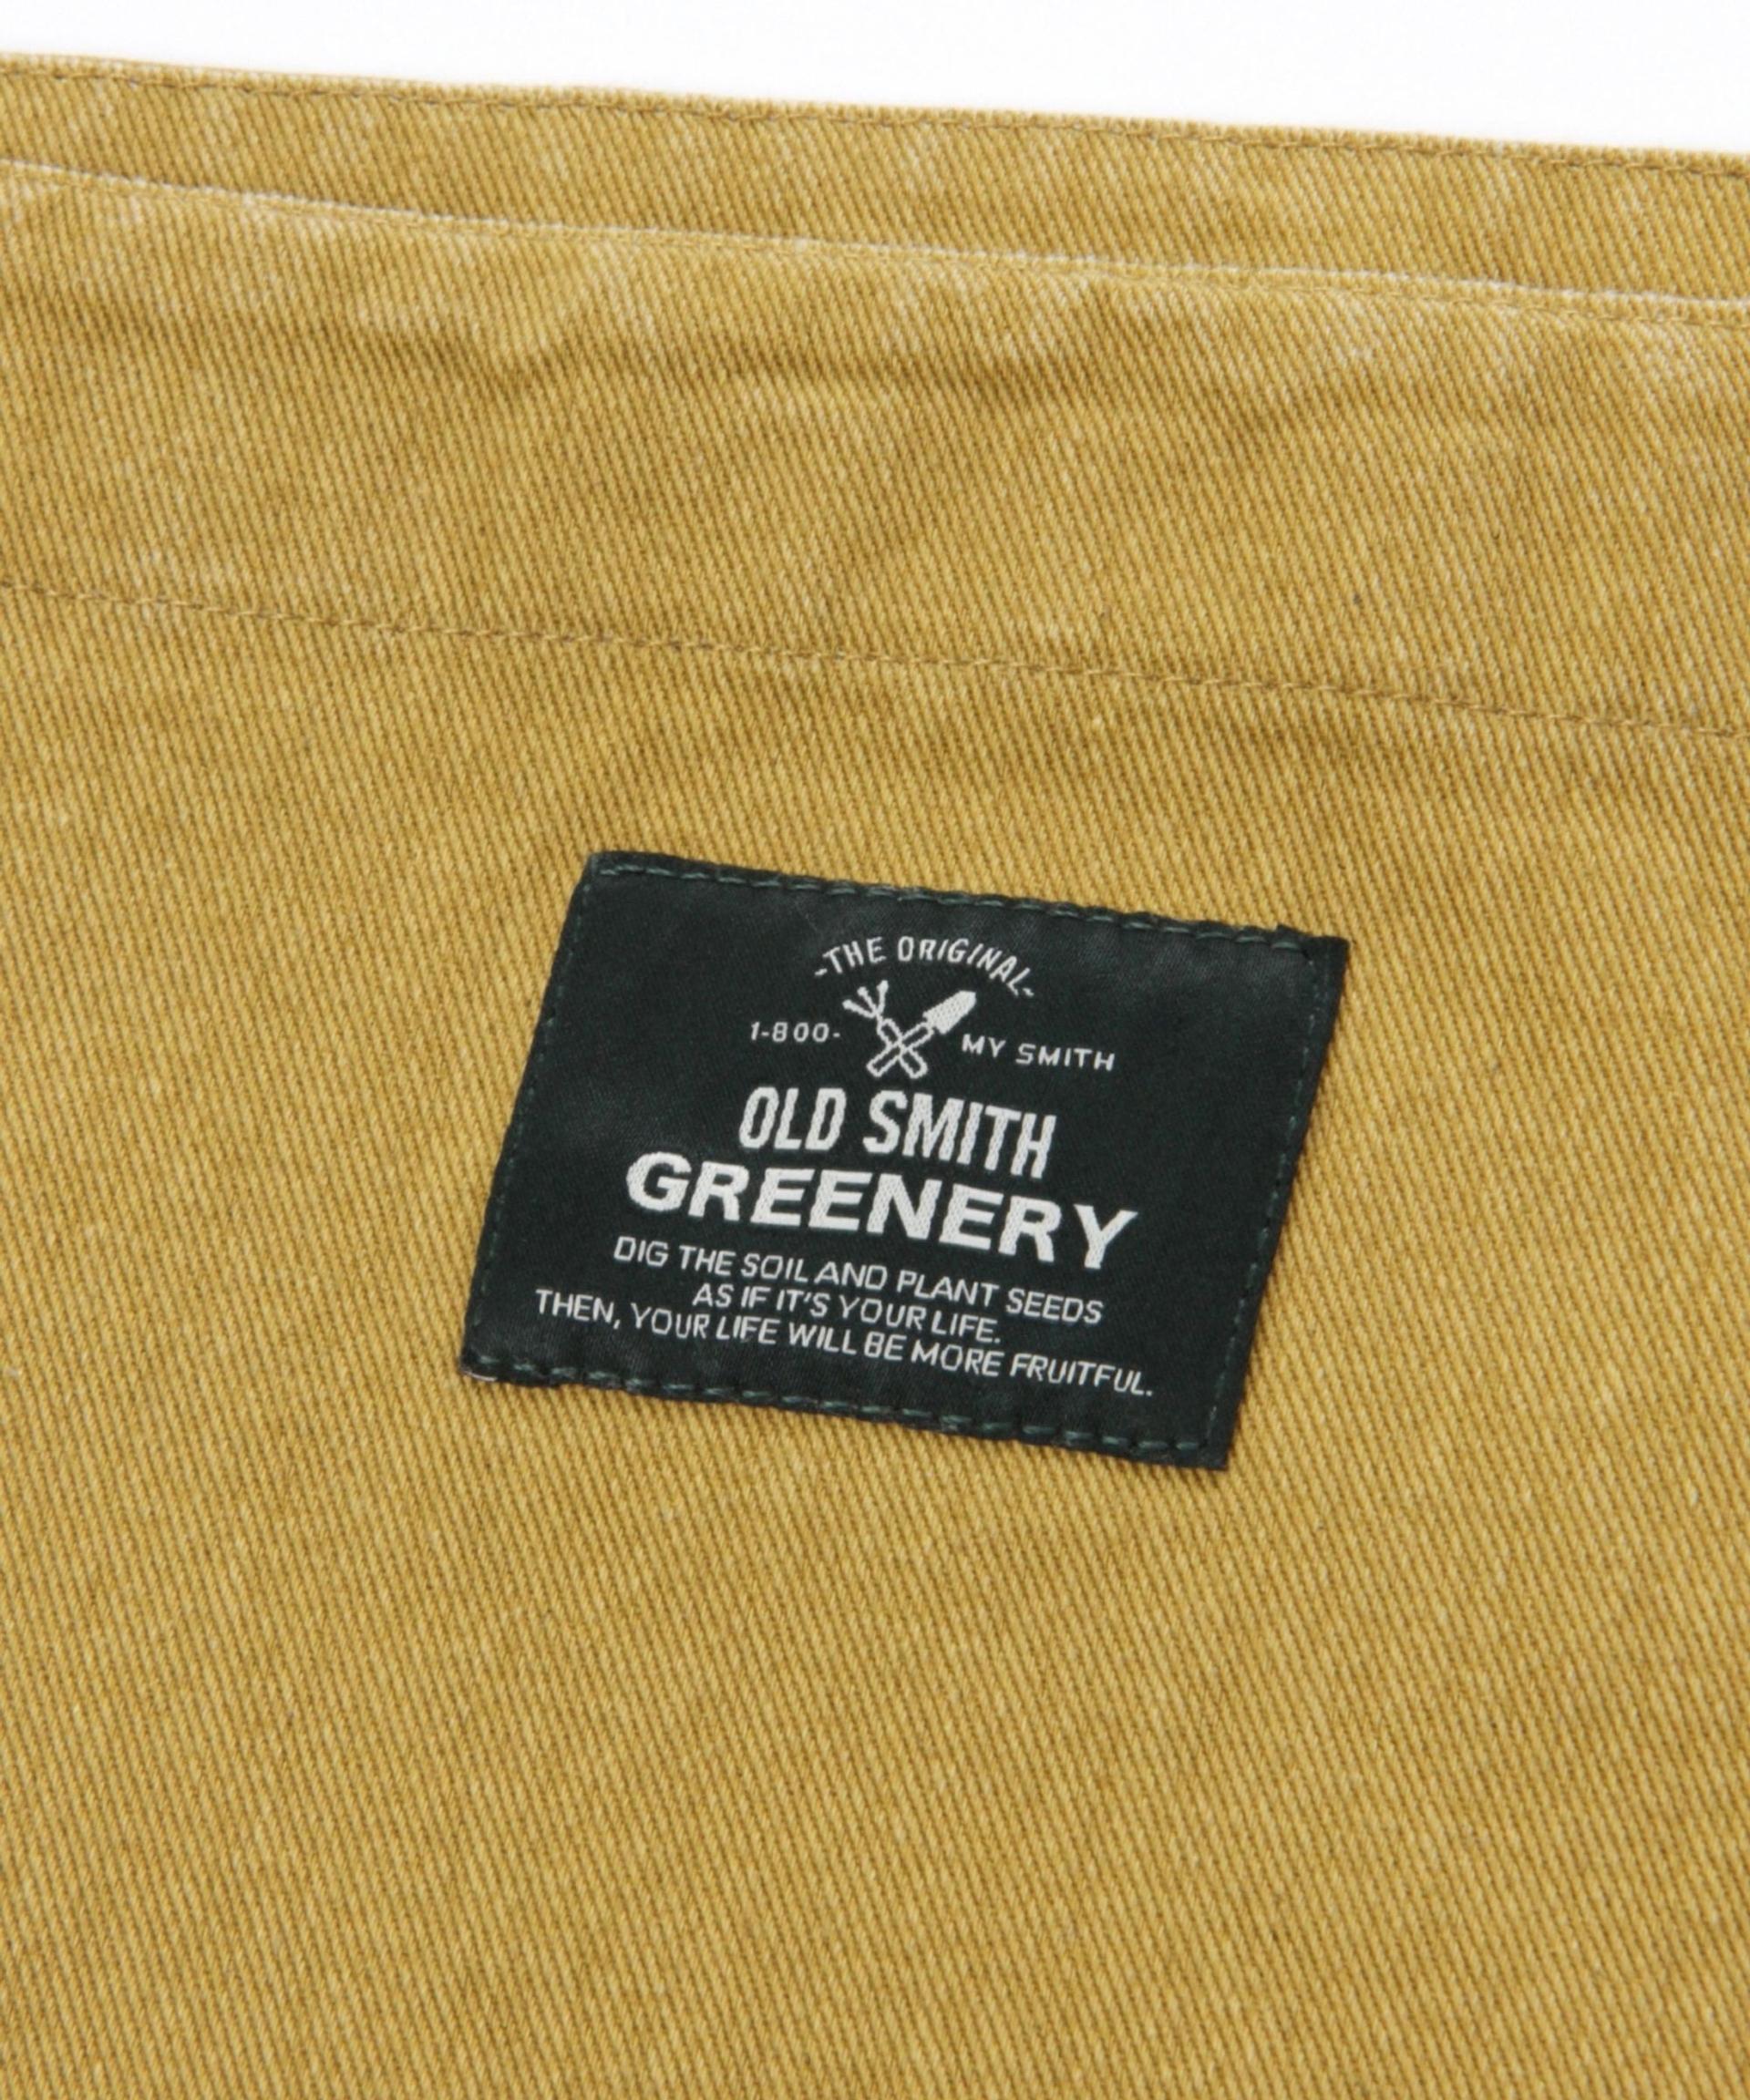 -THE ORIGINAL-
1-800- MY SMITH
OLD SMITH
GREENERY
DIG THE SOIL AND PLANT SEEDS
AS IF IT'S YOUR LIFE.
THEN, YOUR LIFE WILL BE MORE FRUITFUL.